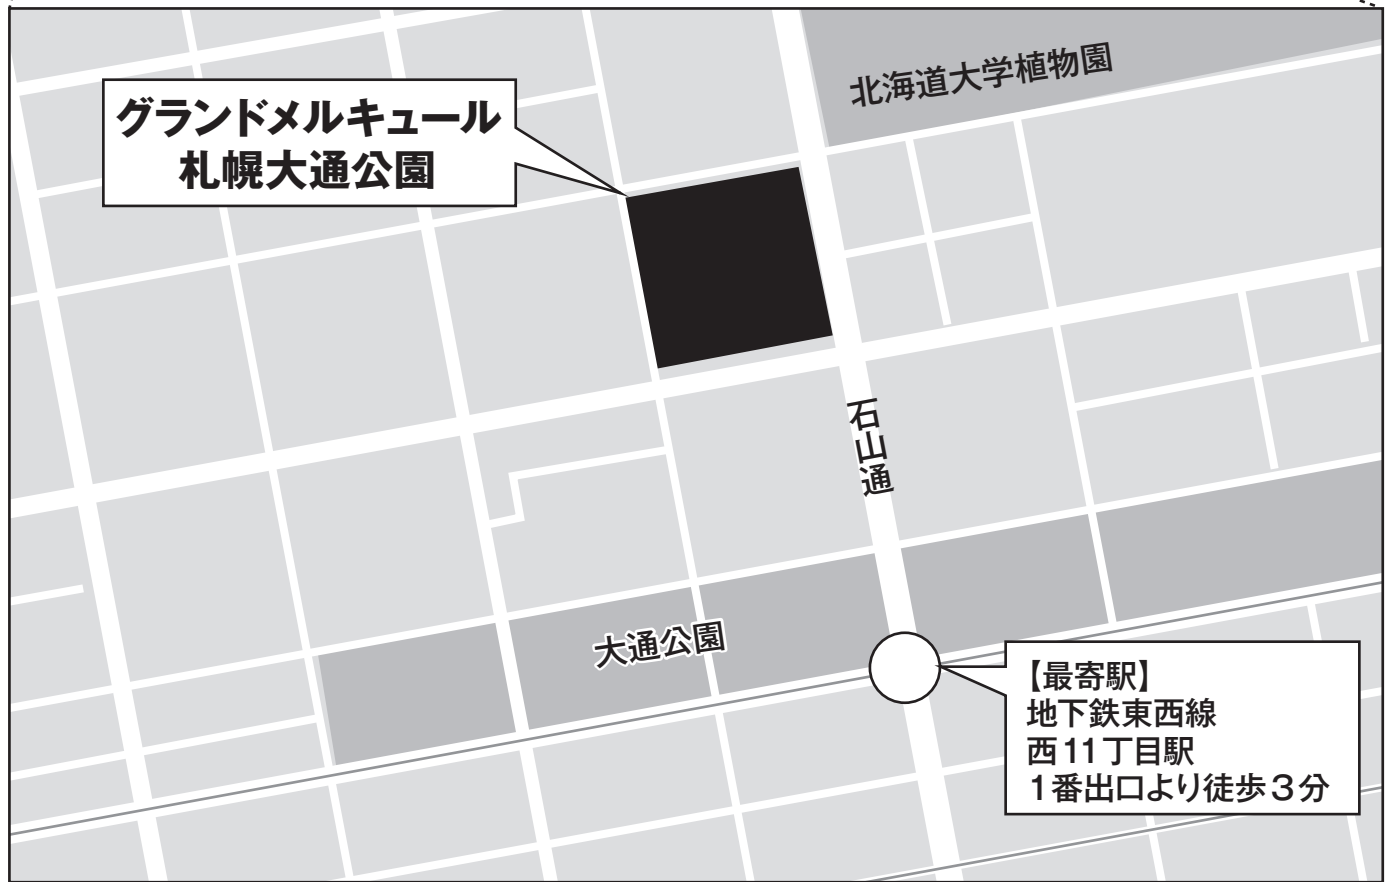 北海道大学植物園
グランドメルキュール
札幌大通公園
石山通
大通公園
【最寄駅】
地下鉄東西線
西11丁目駅
1番出口より徒歩3分